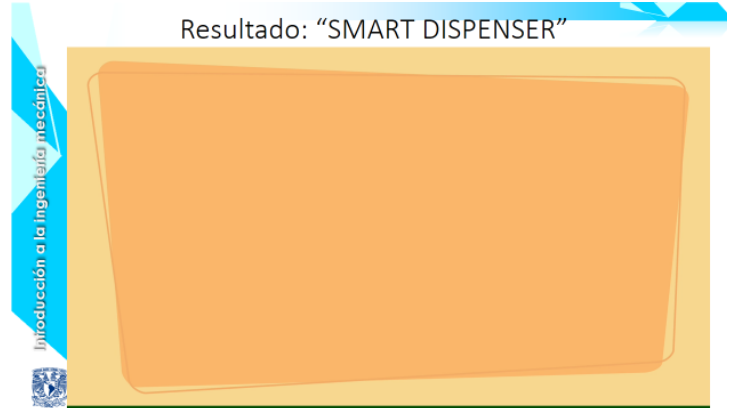 Resultado: “SMART DISPENSER”
Introducción a la ingeniería mecánica